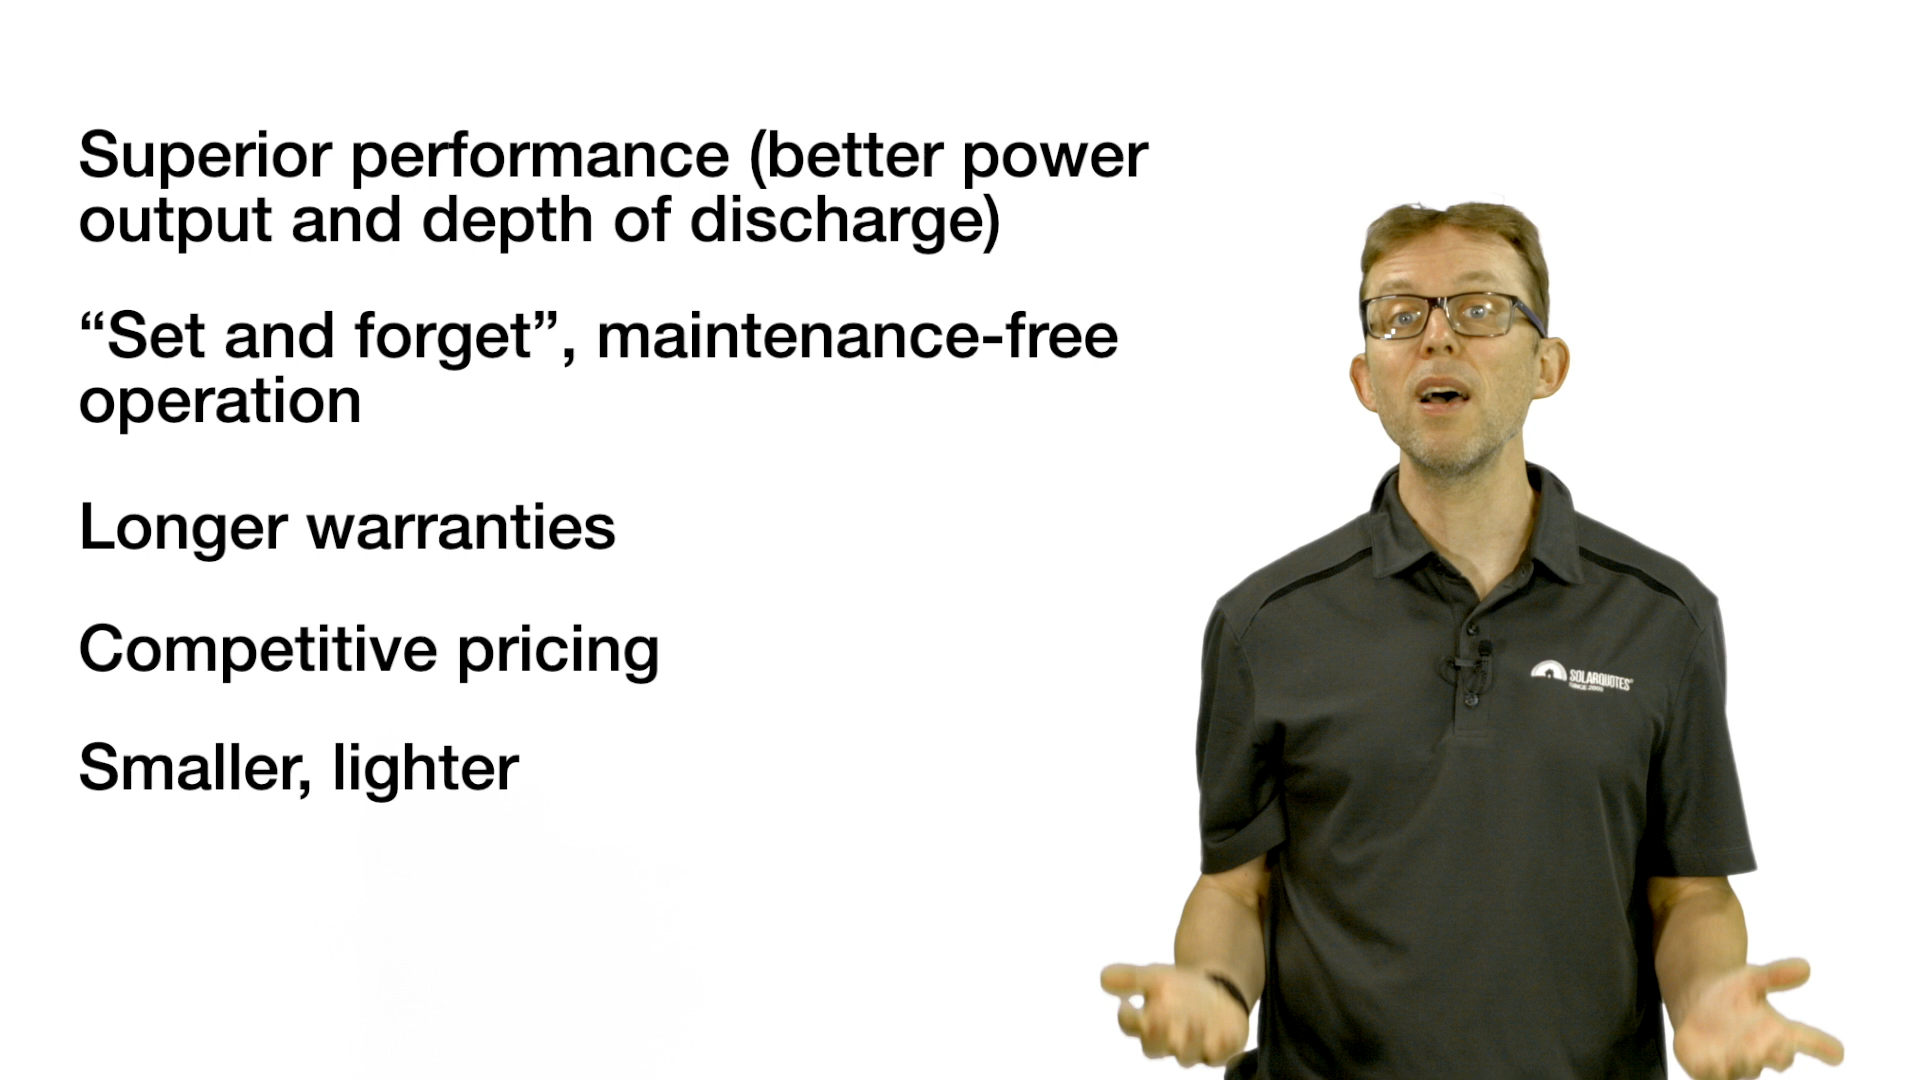 Superior performance (better power
output and depth of discharge)
“Set and forget”, maintenance-free
operation
Longer warranties
Competitive pricing
Smaller, lighter
SOLARQUOTES